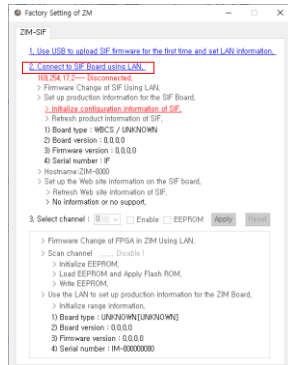 Factory Setting of ZM
ZIM-SIF
1, Use USB to upload SIF firmware for the first time and set LAN information,
2, Connect to SIF Board using LAN,
169,254,17,2--- Disconnected,
> Firmware Change of SIF Using LAN,
> Set up production information for the SIF Board,
> Initialize configuration information of SIF,
> Refresh product information of SIF,
1) Board type : WBCS / UNKNOWN
2) Board version : 0,0,0,0
3) Firmware version : 0,0,0,0
4) Serial number : IF
> Hostname:ZIM-0000
> Set up the Web site information on the SIF board,
> Refresh Web site information of SIF,
> No information or no support,
3, Select channel : 0 Enable EEPROM Apply Reset
> Firmware Change of FPGA in ZIM Using LAN,
> Scan channel ...... Disable !
> Initialize EEPROM,
> Load EEPROM and Apply Flash ROM,
> Write EEPROM,
> Use the LAN to set up production information for the ZIM Board,
> Initialize range information,
1) Board type : UNKNOWN[UNKNOWN]
2) Board version : 0,0,0,0
3) Firmware version : 0,0,0,0
4) Serial number : IM-00000000